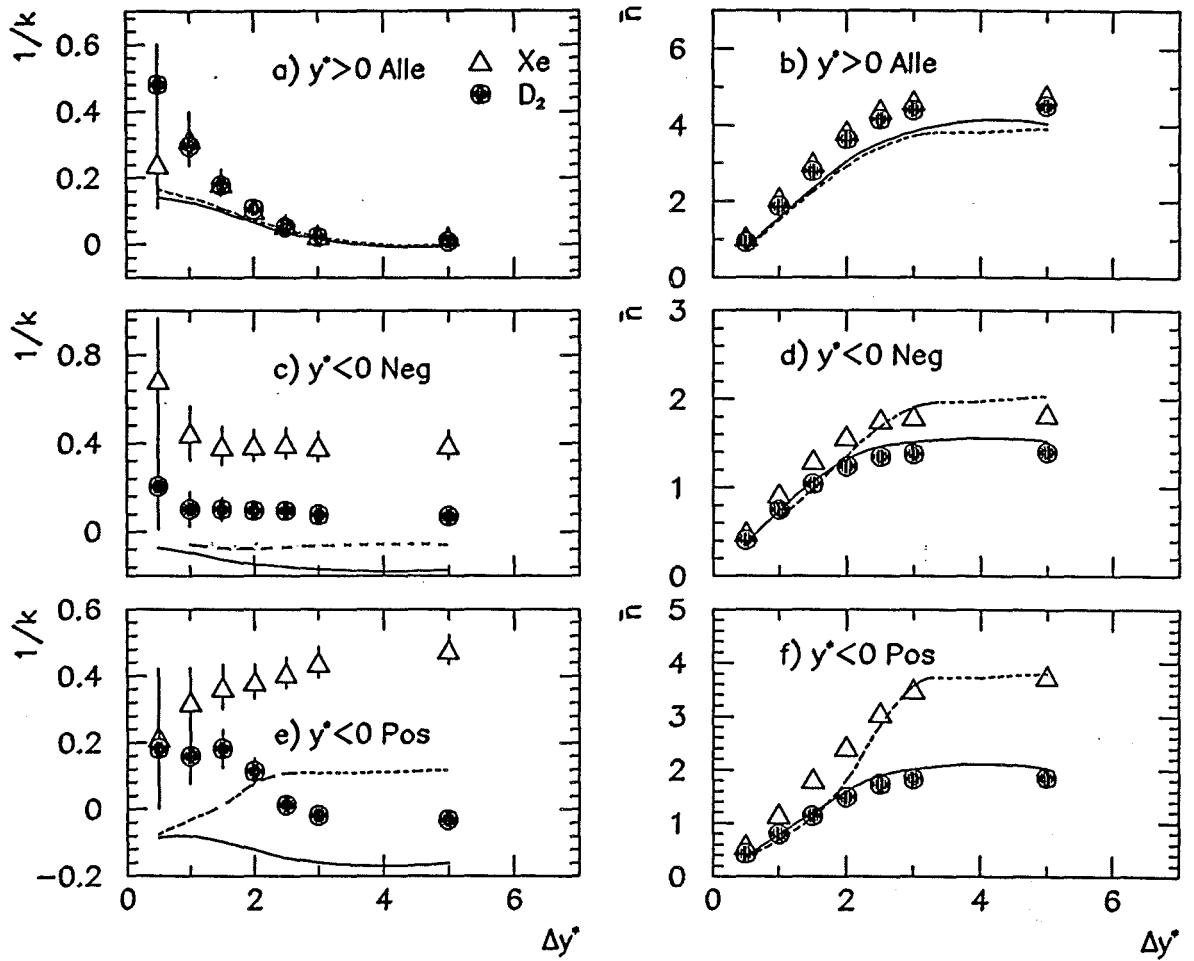 1/k
0.6
0.4
0.2
0
a) y*>0 Alle
Xe
D₂
n̄
6
4
2
0
b) y*>0 Alle
1/k
0.8
0.4
0
c) y*<0 Neg
n̄
3
2
1
0
d) y*<0 Neg
1/k
0.6
0.4
0.2
0
−0.2
e) y*<0 Pos
0 2 4 6
Δy*
n̄
5
4
3
2
1
0
f) y*<0 Pos
0 2 4 6
Δy*